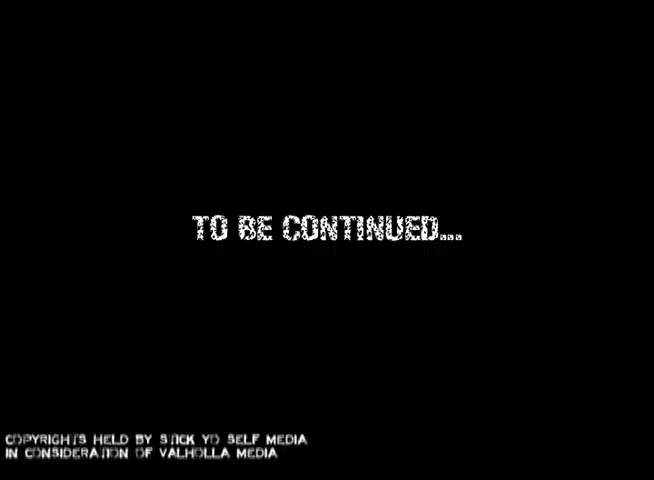 TO BE CONTINUED...
COPYRIGHTS HELD BY STICK YO SELF MEDIA
IN CONSIDERATION OF VALHOLLA MEDIA